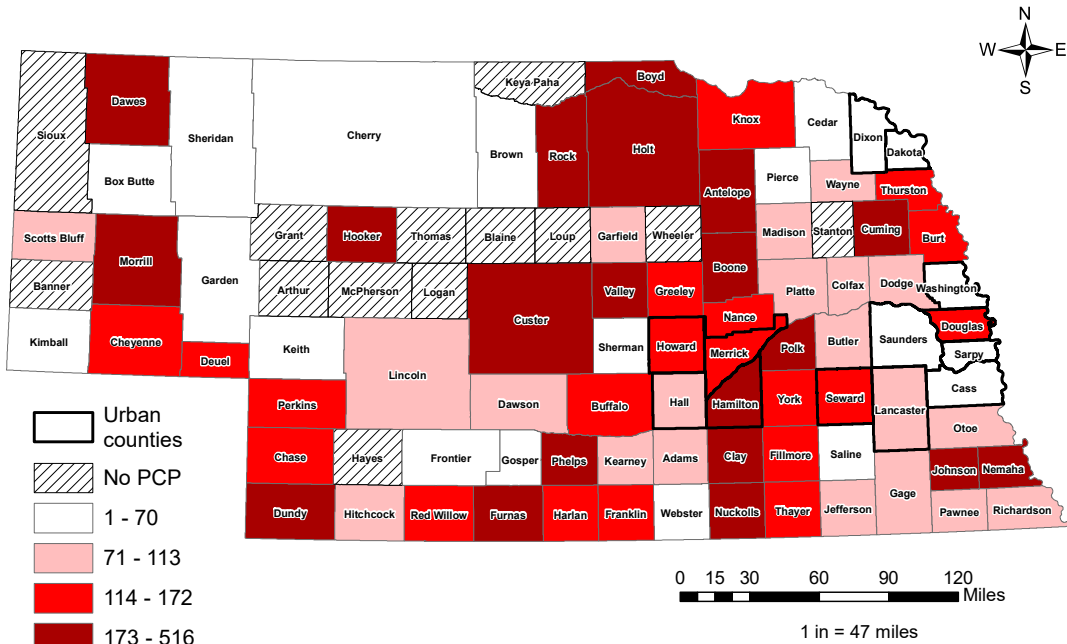 N
W E
S
Boyd
Keya Paha
Dawes
Knox
Cedar
Sioux
Sheridan
Cherry
Dixon
Brown
Rock
Holt
Dakota
Box Butte
Pierce
Wayne
Thurston
Antelope
Scotts Bluff
Grant
Hooker
Thomas
Blaine
Loup
Garfield
Wheeler
Madison
Stanton
Cuming
Burt
Morrill
Boone
Garden
Banner
Arthur
McPherson
Logan
Valley
Greeley
Platte
Colfax
Dodge
Washington
Custer
Nance
Douglas
Kimball
Cheyenne
Keith
Sherman
Howard
Merrick
Polk
Butler
Saunders
Sarpy
Deuel
Lincoln
Cass
Perkins
Dawson
Buffalo
Hall
Hamilton
York
Seward
Lancaster
Otoe
Chase
Hayes
Frontier
Gosper
Phelps
Kearney
Adams
Clay
Fillmore
Saline
Johnson
Nemaha
Gage
Dundy
Hitchcock
Red Willow
Furnas
Harlan
Franklin
Webster
Nuckolls
Thayer
Jefferson
Pawnee
Richardson
Urban
counties
No PCP
1 - 70
71 - 113
114 - 172
173 - 516
0 15 30 60 90 120
Miles
1 in = 47 miles